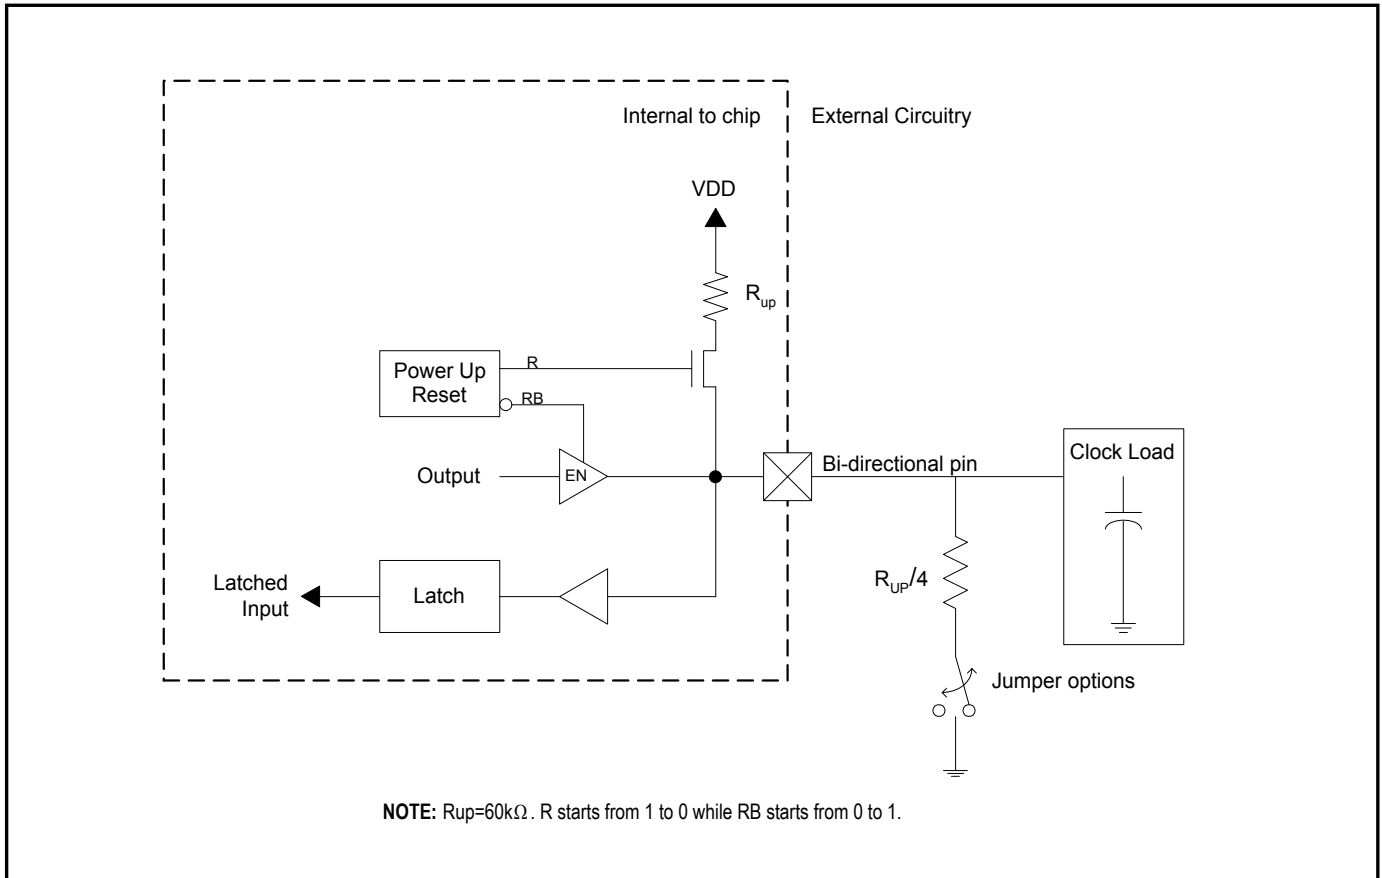 Internal to chip
External Circuitry
VDD
Rup
Power Up
Reset
R
RB
Output
EN
Bi-directional pin
Clock Load
Latched
Input
Latch
RUP/4
Jumper options
NOTE: Rup=60kΩ. R starts from 1 to 0 while RB starts from 0 to 1.